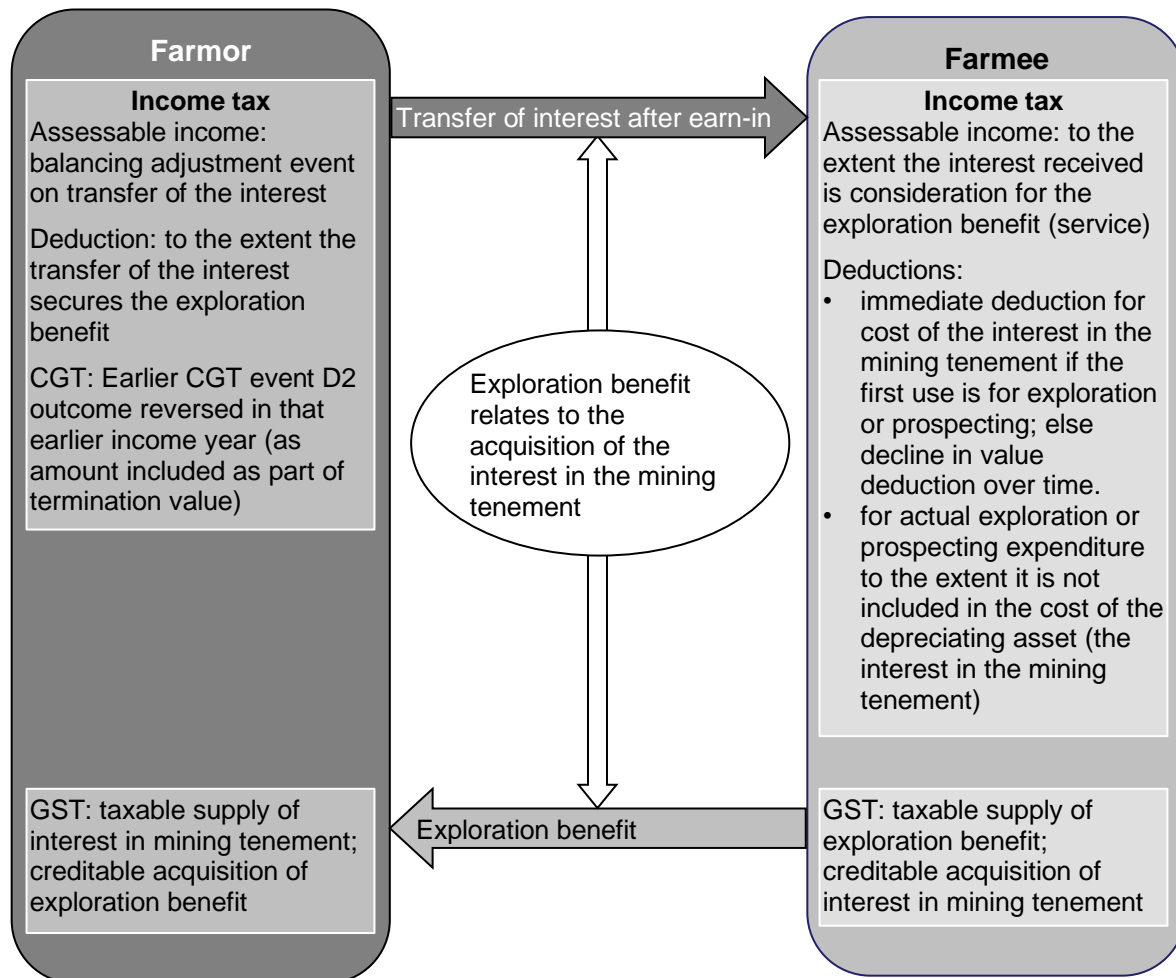 Farmor
Income tax
Assessable income:
balancing adjustment event
on transfer of the interest
Deduction: to the extent the
transfer of the interest
secures the exploration
benefit
CGT: Earlier CGT event D2
outcome reversed in that
earlier income year (as
amount included as part of
termination value)
GST: taxable supply of
interest in mining tenement;
creditable acquisition of
exploration benefit
Transfer of interest after earn-in
Exploration benefit
relates to the
acquisition of the
interest in the mining
tenement
Exploration benefit
Farmee
Income tax
Assessable income: to the
extent the interest received
is consideration for the
exploration benefit (service)
Deductions:
• immediate deduction for
cost of the interest in the
mining tenement if the
first use is for exploration
or prospecting; else
decline in value
deduction over time.
• for actual exploration or
prospecting expenditure
to the extent it is not
included in the cost of the
depreciating asset (the
interest in the mining
tenement)
GST: taxable supply of
exploration benefit;
creditable acquisition of
interest in mining tenement